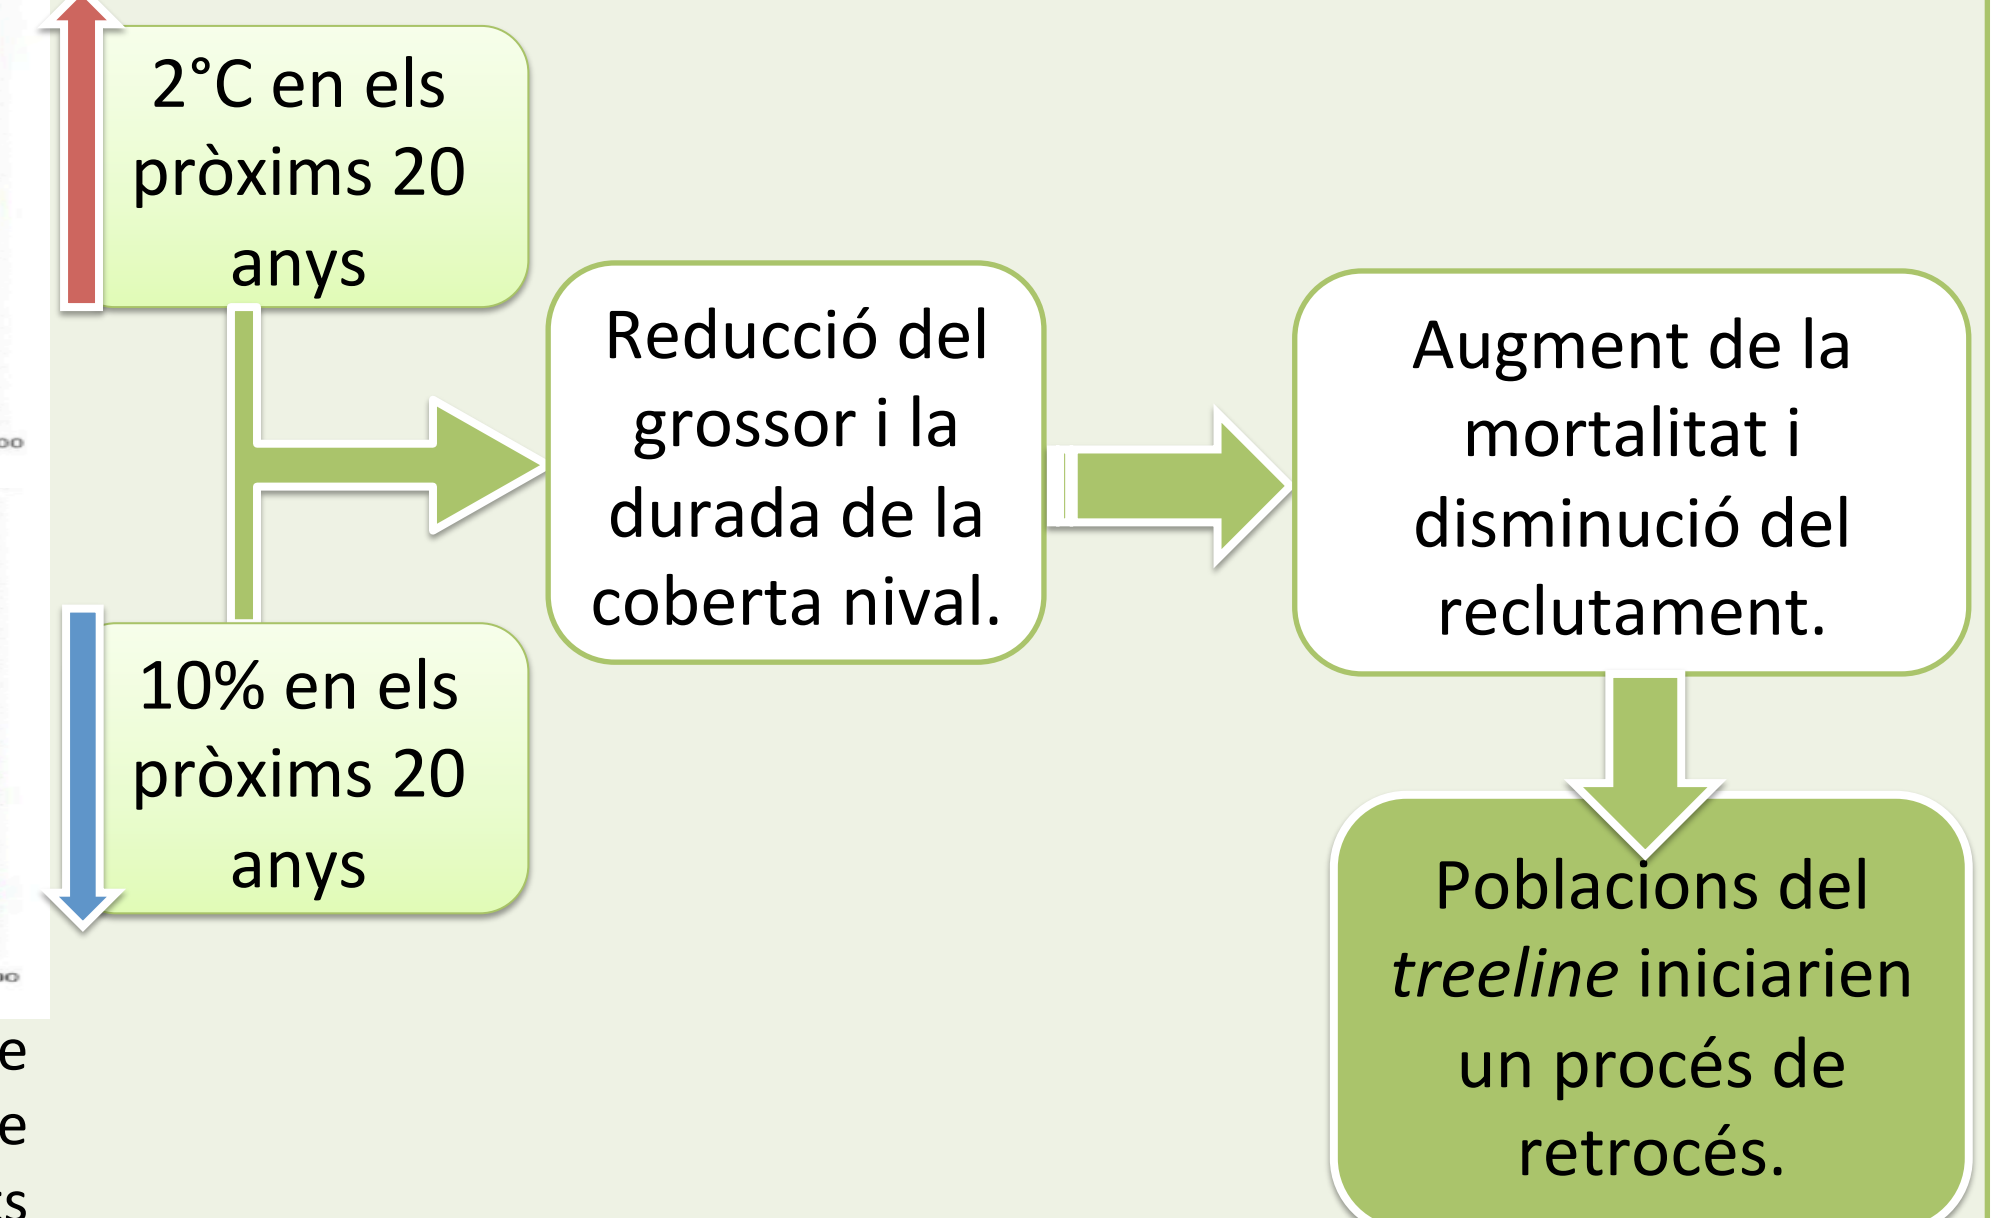 2°C en els
pròxims 20
anys
Reducció del
grossor i la
durada de la
coberta nival.
Augment de la
mortalitat i
disminució del
reclutament.
10% en els
pròxims 20
anys
Poblacions del
treeline iniciarien
un procés de
retrocés.